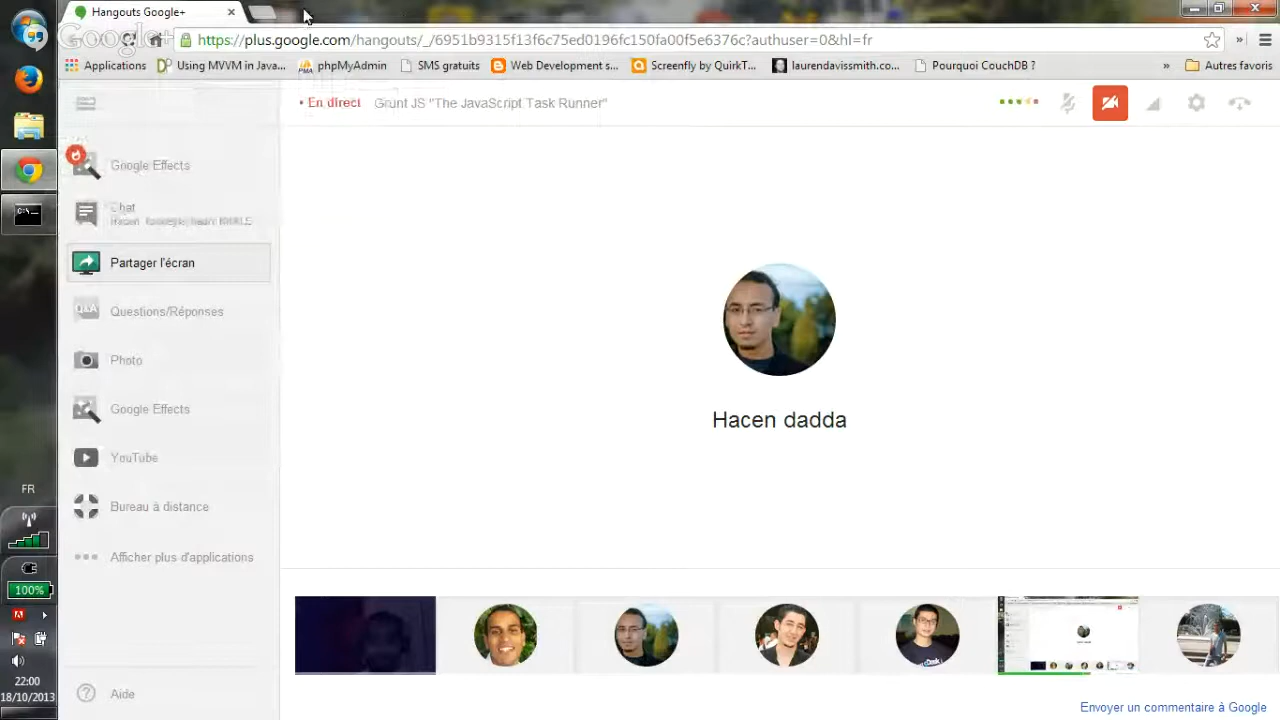 Hangouts Google+
Google+
https://plus.google.com/hangouts/_/6951b9315f13f6c75ed0196fc150fa00f5e6376c?authuser=0&hl=fr
Applications
Using MVVM in Java...
phpMyAdmin
SMS gratuits
Web Development s...
Screenfly by QuirkT...
laurendavissmith.co...
Pourquoi CouchDB ?
»
Autres favoris
• En direct
Grunt JS "The JavaScript Task Runner"
Google Effects
Chat
Partager l'écran
Q&A
Questions/Réponses
Photo
Google Effects
YouTube
Bureau à distance
Afficher plus d'applications
Hacen dadda
FR
100%
22:00
18/10/2013
Aide
Envoyer un commentaire à Google